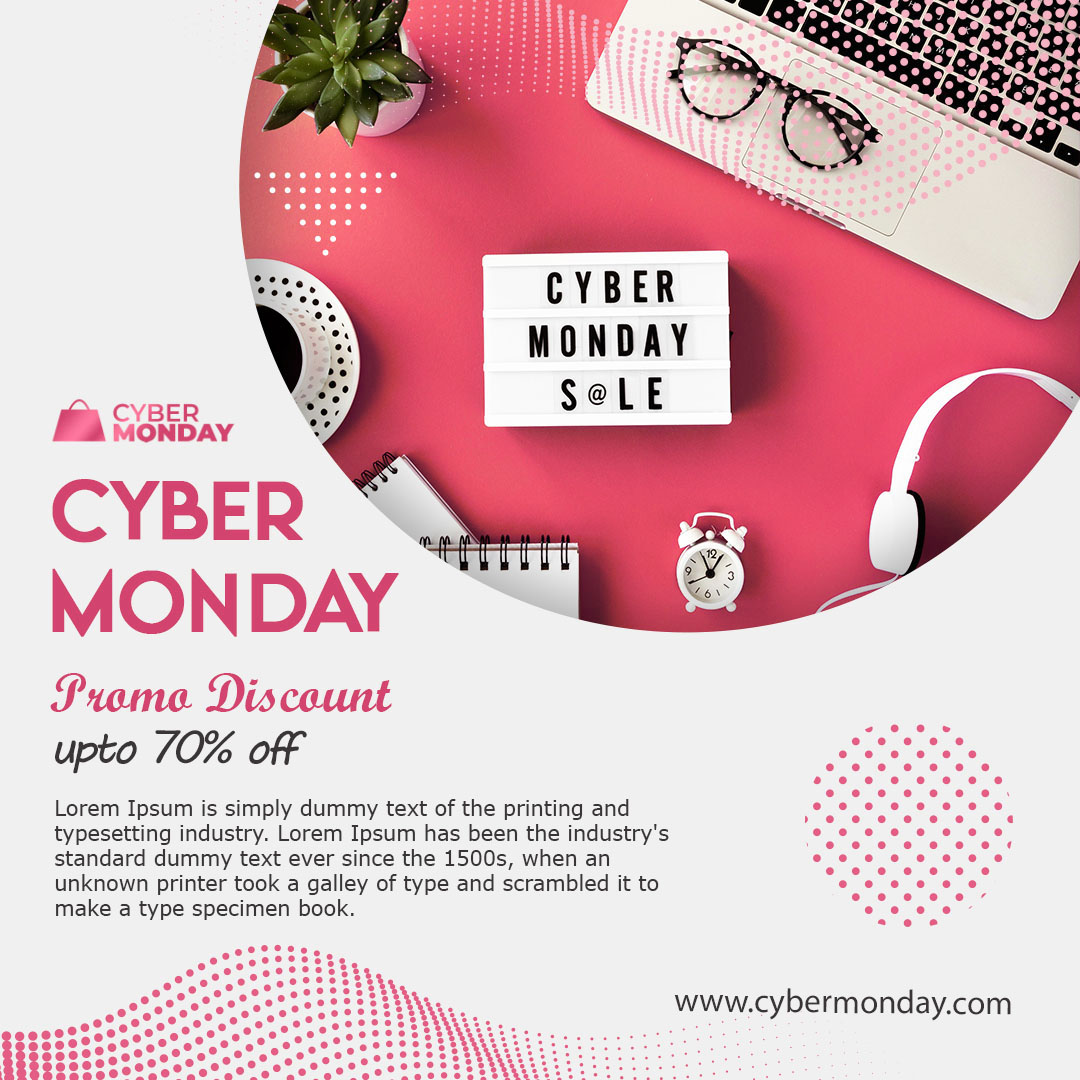 CYBER
MONDAY
S@LE
CYBER
MONDAY
CYBER
MONDAY
Promo Discount
upto 70% off
Lorem Ipsum is simply dummy text of the printing and
typesetting industry. Lorem Ipsum has been the industry's
standard dummy text ever since the 1500s, when an
unknown printer took a galley of type and scrambled it to
make a type specimen book.
www.cybermonday.com